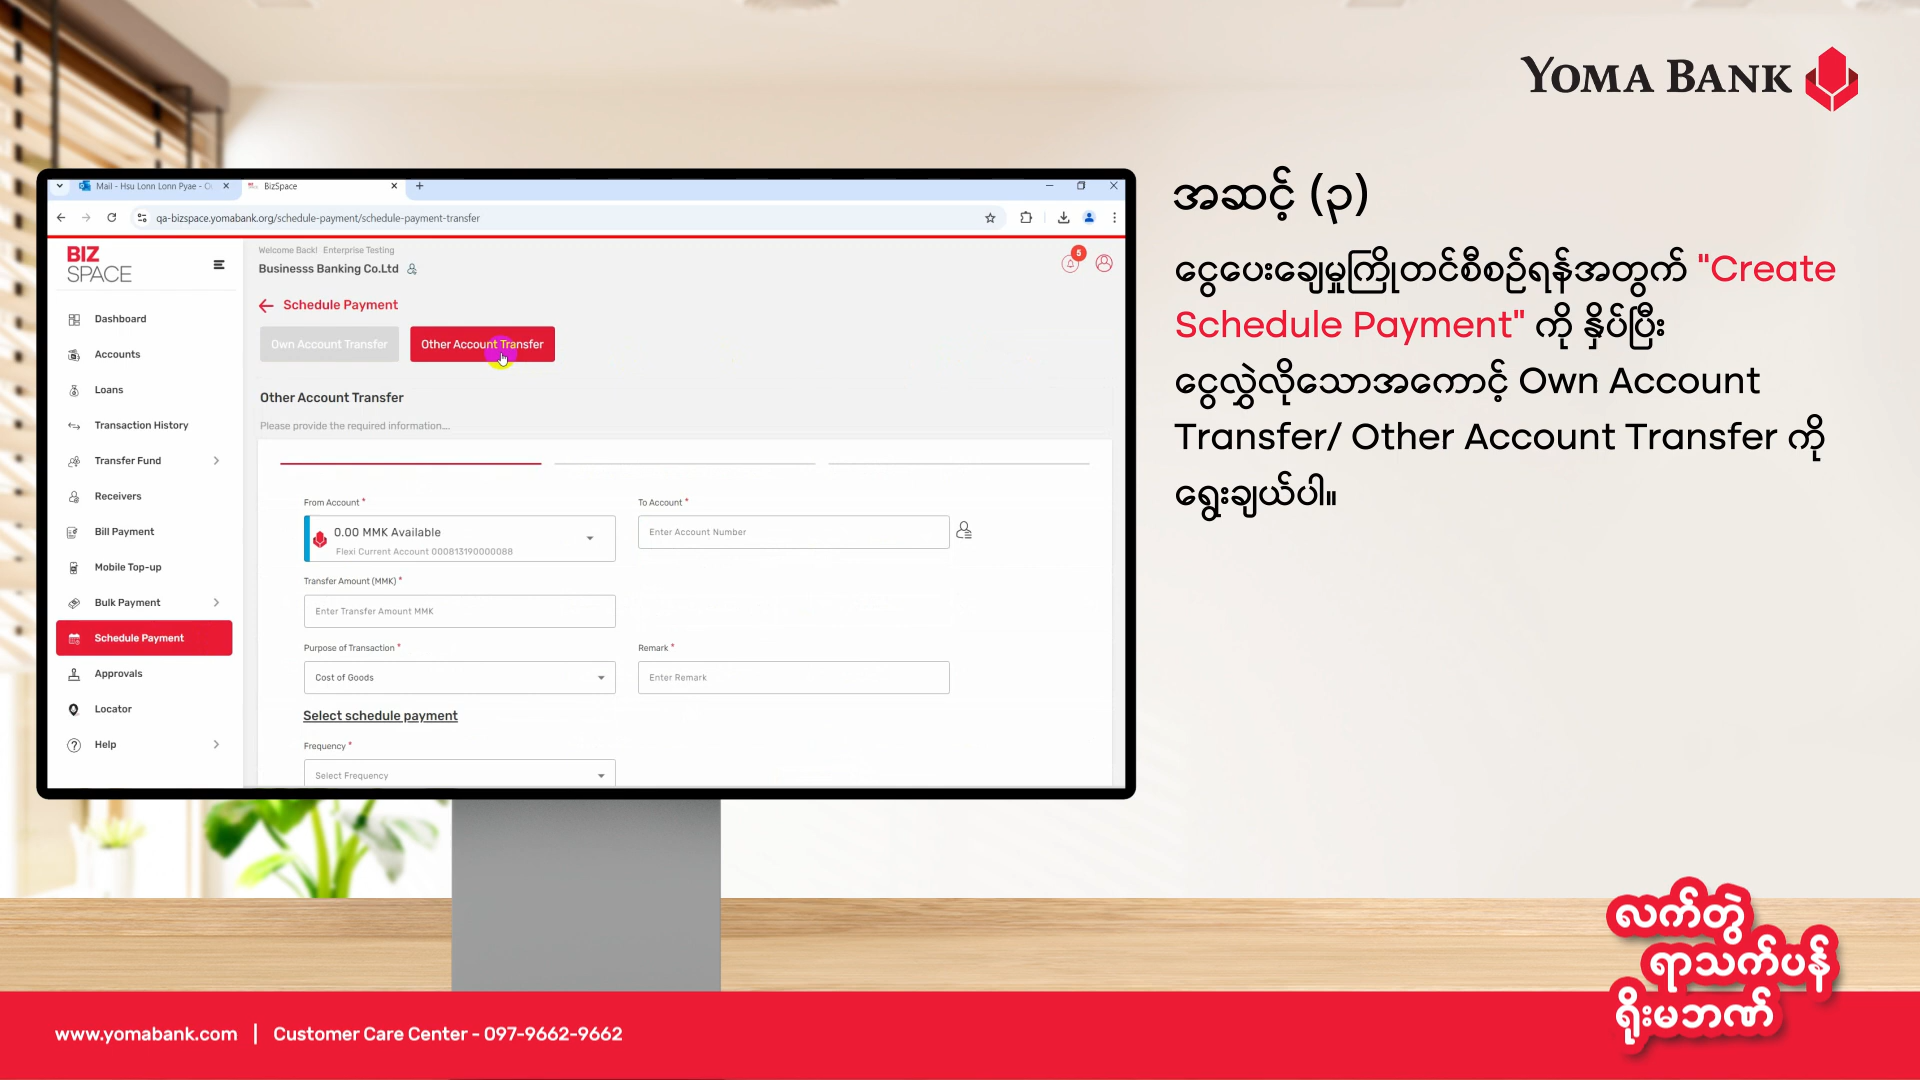 YOMA BANK
Mail - Hsu Lonn Lonn Pyae - O
BizSpace
qa-bizspace.yomabank.org/schedule-payment/schedule-payment-transfer
BIZ
SPACE
Welcome Back! Enterprise Testing
Businesss Banking Co.Ltd
5
Schedule Payment
Own Account Transfer
Other Account Transfer
Dashboard
Accounts
Loans
Transaction History
Transfer Fund
Receivers
Bill Payment
Mobile Top-up
Bulk Payment
Schedule Payment
Approvals
Locator
Help
Other Account Transfer
Please provide the required information...
From Account *
To Account *
0.00 MMK Available
Flexi Current Account 000813190000088
Enter Account Number
Transfer Amount (MMK) *
Enter Transfer Amount MMK
Purpose of Transaction *
Remark *
Cost of Goods
Enter Remark
Select schedule payment
Frequency *
Select Frequency
အဆင့် (၃)
ငွေပေးချေမှုကြိုတင်စီစဉ်ရန်အတွက် "Create
Schedule Payment" ကို နှိပ်ပြီး
ငွေလွှဲလိုသောအကောင့် Own Account
Transfer/ Other Account Transfer ကို
ရွေးချယ်ပါ။
လက်တွဲ
ရာသက်ပန်
ရိုးမဘဏ်
www.yomabank.com | Customer Care Center - 097-9662-9662